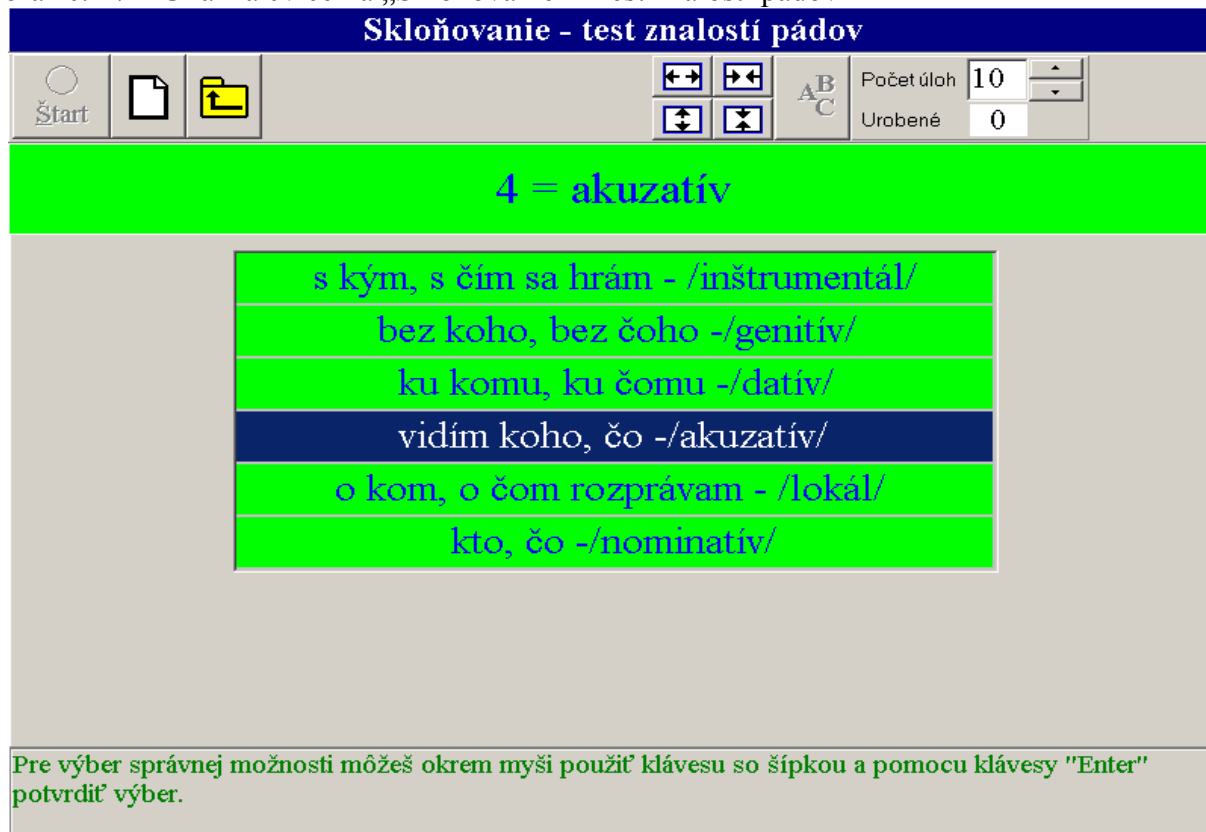 Skloňovanie - test znalostí pádov
Štart
ABC
Počet úloh 10
Urobené 0
4 = akuzatív
s kým, s čím sa hrám - /inštrumentál/
bez koho, bez čoho -/genitív/
ku komu, ku čomu -/datív/
vidím koho, čo -/akuzatív/
o kom, o čom rozprávam - /lokál/
kto, čo -/nominatív/
Pre výber správnej možnosti môžeš okrem myši použiť klávesu so šípkou a pomocu klávesy "Enter"
potvrdiť výber.